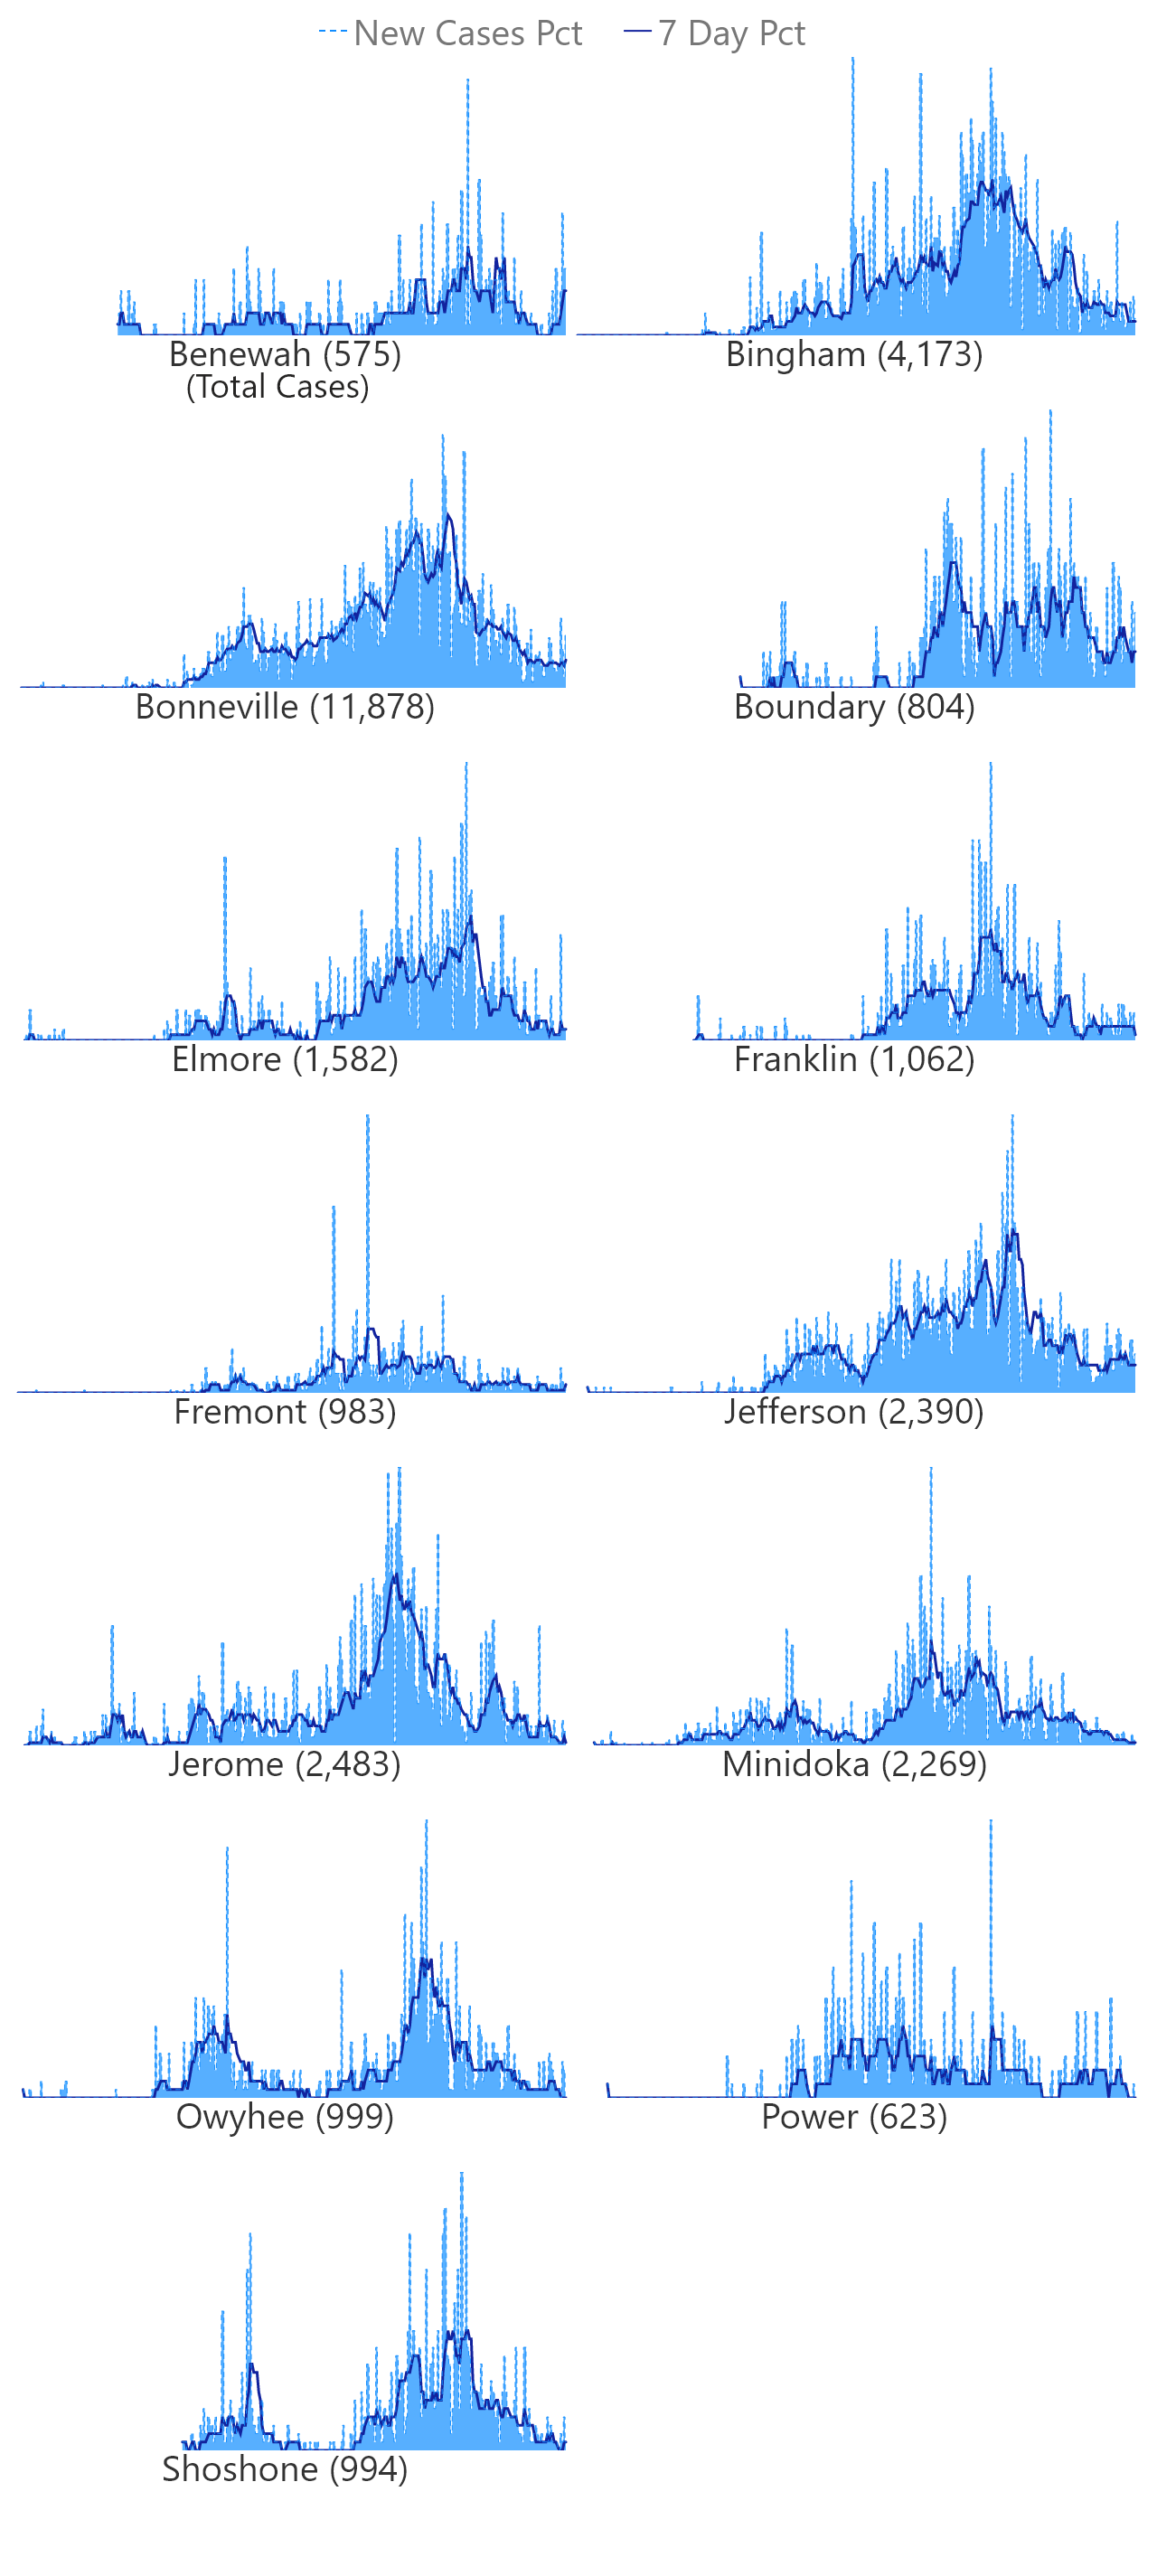 New Cases Pct 7 Day Pct
Benewah (575) Bingham (4,173)
(Total Cases)
Bonneville (11,878) Boundary (804)
Elmore (1,582) Franklin (1,062)
Fremont (983) Jefferson (2,390)
Jerome (2,483) Minidoka (2,269)
Owyhee (999) Power (623)
Shoshone (994)